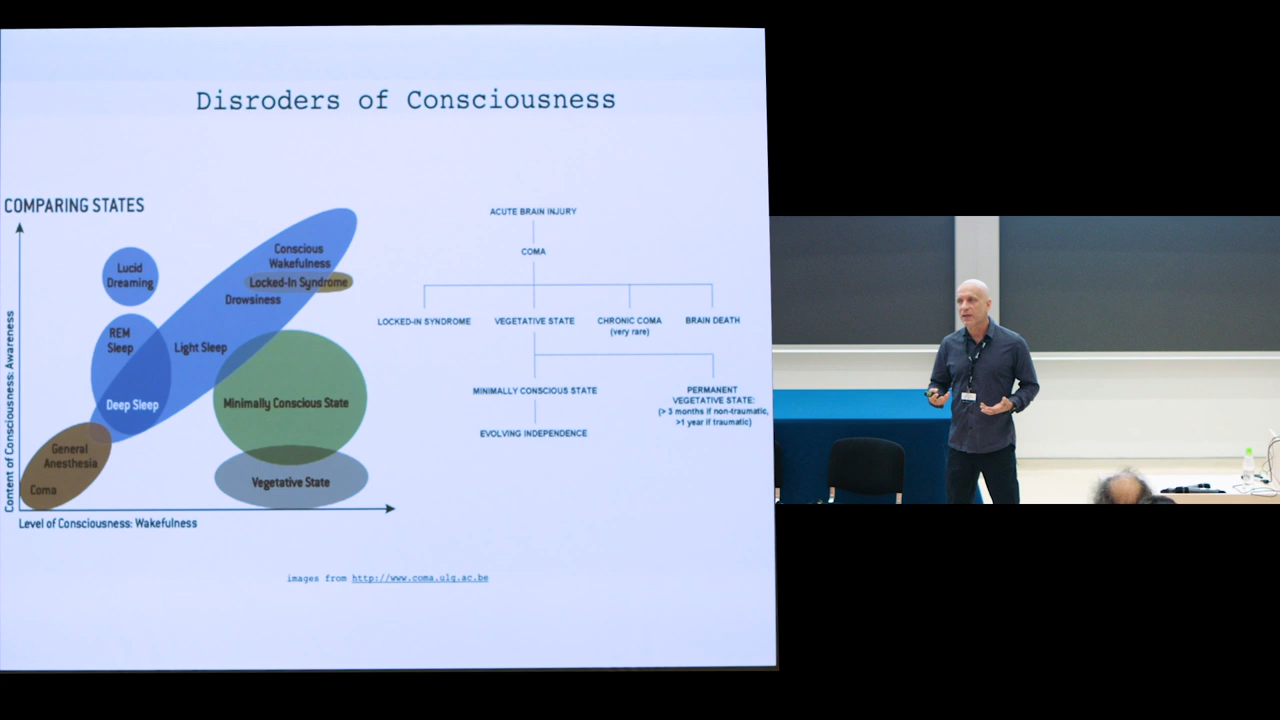 Disroders of Consciousness
COMPARING STATES
Content of Consciousness: Awareness
Lucid
Dreaming
REM
Sleep
Deep Sleep
General
Anesthesia
Coma
Light Sleep
Conscious
Wakefulness
Locked-In Syndrome
Drowsiness
Minimally Conscious State
Vegetative State
Level of Consciousness: Wakefulness
ACUTE BRAIN INJURY
COMA
LOCKED-IN SYNDROME
VEGETATIVE STATE
CHRONIC COMA
(very rare)
BRAIN DEATH
MINIMALLY CONSCIOUS STATE
PERMANENT
VEGETATIVE STATE:
(> 3 months if non-traumatic,
>1 year if traumatic)
EVOLVING INDEPENDENCE
images from http://www.coma.ulg.ac.be